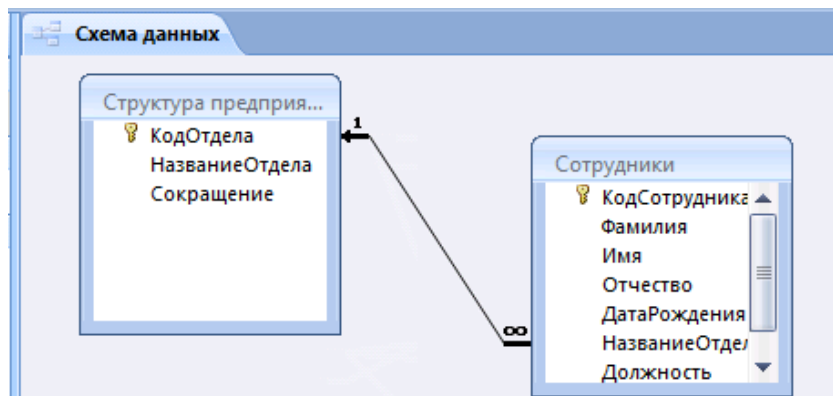 Схема данных
Структура предприя...
КодОтдела
НазваниеОтдела
Сокращение
1
∞
Сотрудники
КодСотрудника
Фамилия
Имя
Отчество
ДатаРождения
НазваниеОтдел
Должность